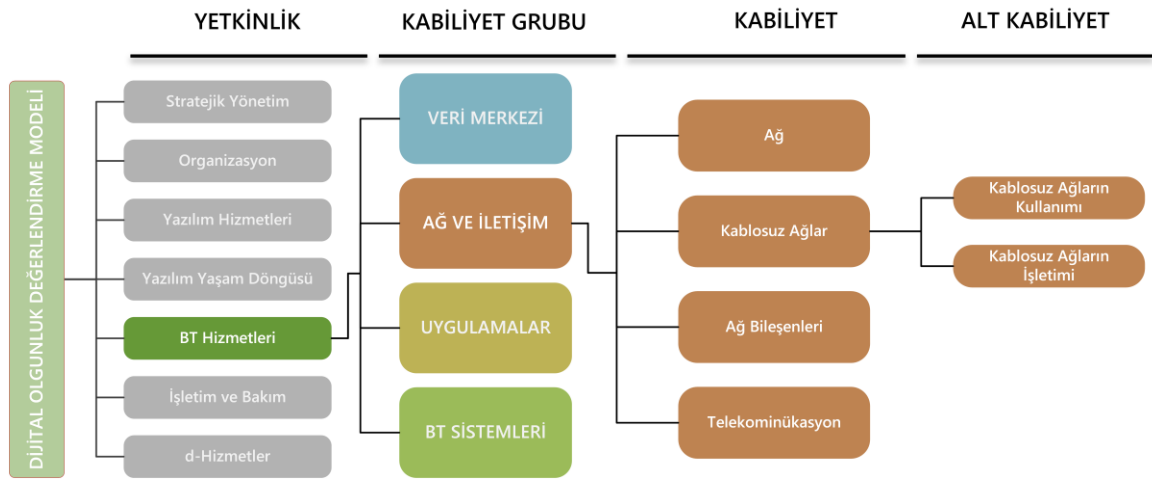 YETKİNLİK
KABİLİYET GRUBU
KABİLİYET
ALT KABİLİYET
DİJİTAL OLGUNLUK DEĞERLENDİRME MODELİ
Stratejik Yönetim
Organizasyon
Yazılım Hizmetleri
Yazılım Yaşam Döngüsü
BT Hizmetleri
İşletim ve Bakım
d-Hizmetler
VERİ MERKEZİ
AĞ VE İLETİŞİM
UYGULAMALAR
BT SİSTEMLERİ
Ağ
Kablosuz Ağlar
Ağ Bileşenleri
Telekominükasyon
Kablosuz Ağların
Kullanımı
Kablosuz Ağların
İşletimi